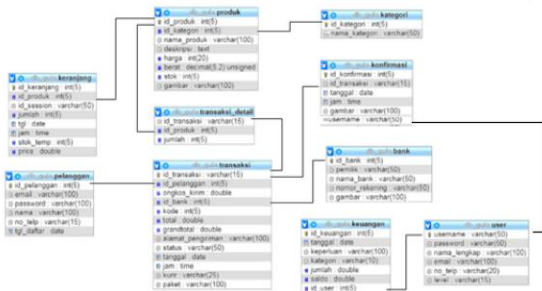 produk
id_produk : int(5)
id_kategori : int(5)
nama_produk : varchar(100)
deskripsi : text
harga : int(20)
berat : decimal(5,2) unsigned
stok : int(5)
gambar : varchar(100)
kategori
id_kategori : int(5)
nama_kategori : varchar(50)
keranjang
id_keranjang : int(5)
id_produk : int(5)
id_session : varchar(50)
jumlah : int(5)
tgl : date
jam : time
stok_temp : int(5)
price : double
konfirmasi
id_konfirmasi : int(5)
id_transaksi : varchar(15)
tanggal : date
jam : time
gambar : varchar(100)
username : varchar(50)
transaksi_detail
id_transaksi : varchar(15)
id_produk : int(5)
jumlah : int(5)
transaksi
id_transaksi : varchar(15)
id_pelanggan : int(5)
ongkos_kirim : double
id_bank : int(5)
kode : int(5)
total : double
grandtotal : double
alamat_pengiriman : varchar(100)
status : varchar(50)
tanggal : date
jam : time
kurir : varchar(25)
paket : varchar(100)
bank
id_bank : int(5)
pemilik : varchar(50)
nama_bank : varchar(50)
nomor_rekening : varchar(50)
gambar : varchar(100)
pelanggan
id_pelanggan : int(5)
email : varchar(100)
password : varchar(100)
nama : varchar(100)
no_telp : varchar(15)
tgl_daftar : date
keuangan
id_keuangan : int(5)
tanggal : date
keperluan : varchar(100)
kategori : varchar(10)
jumlah : double
saldo : double
id_user : int(5)
user
username : varchar(50)
password : varchar(50)
nama_lengkap : varchar(100)
email : varchar(100)
no_telp : varchar(20)
level : varchar(15)